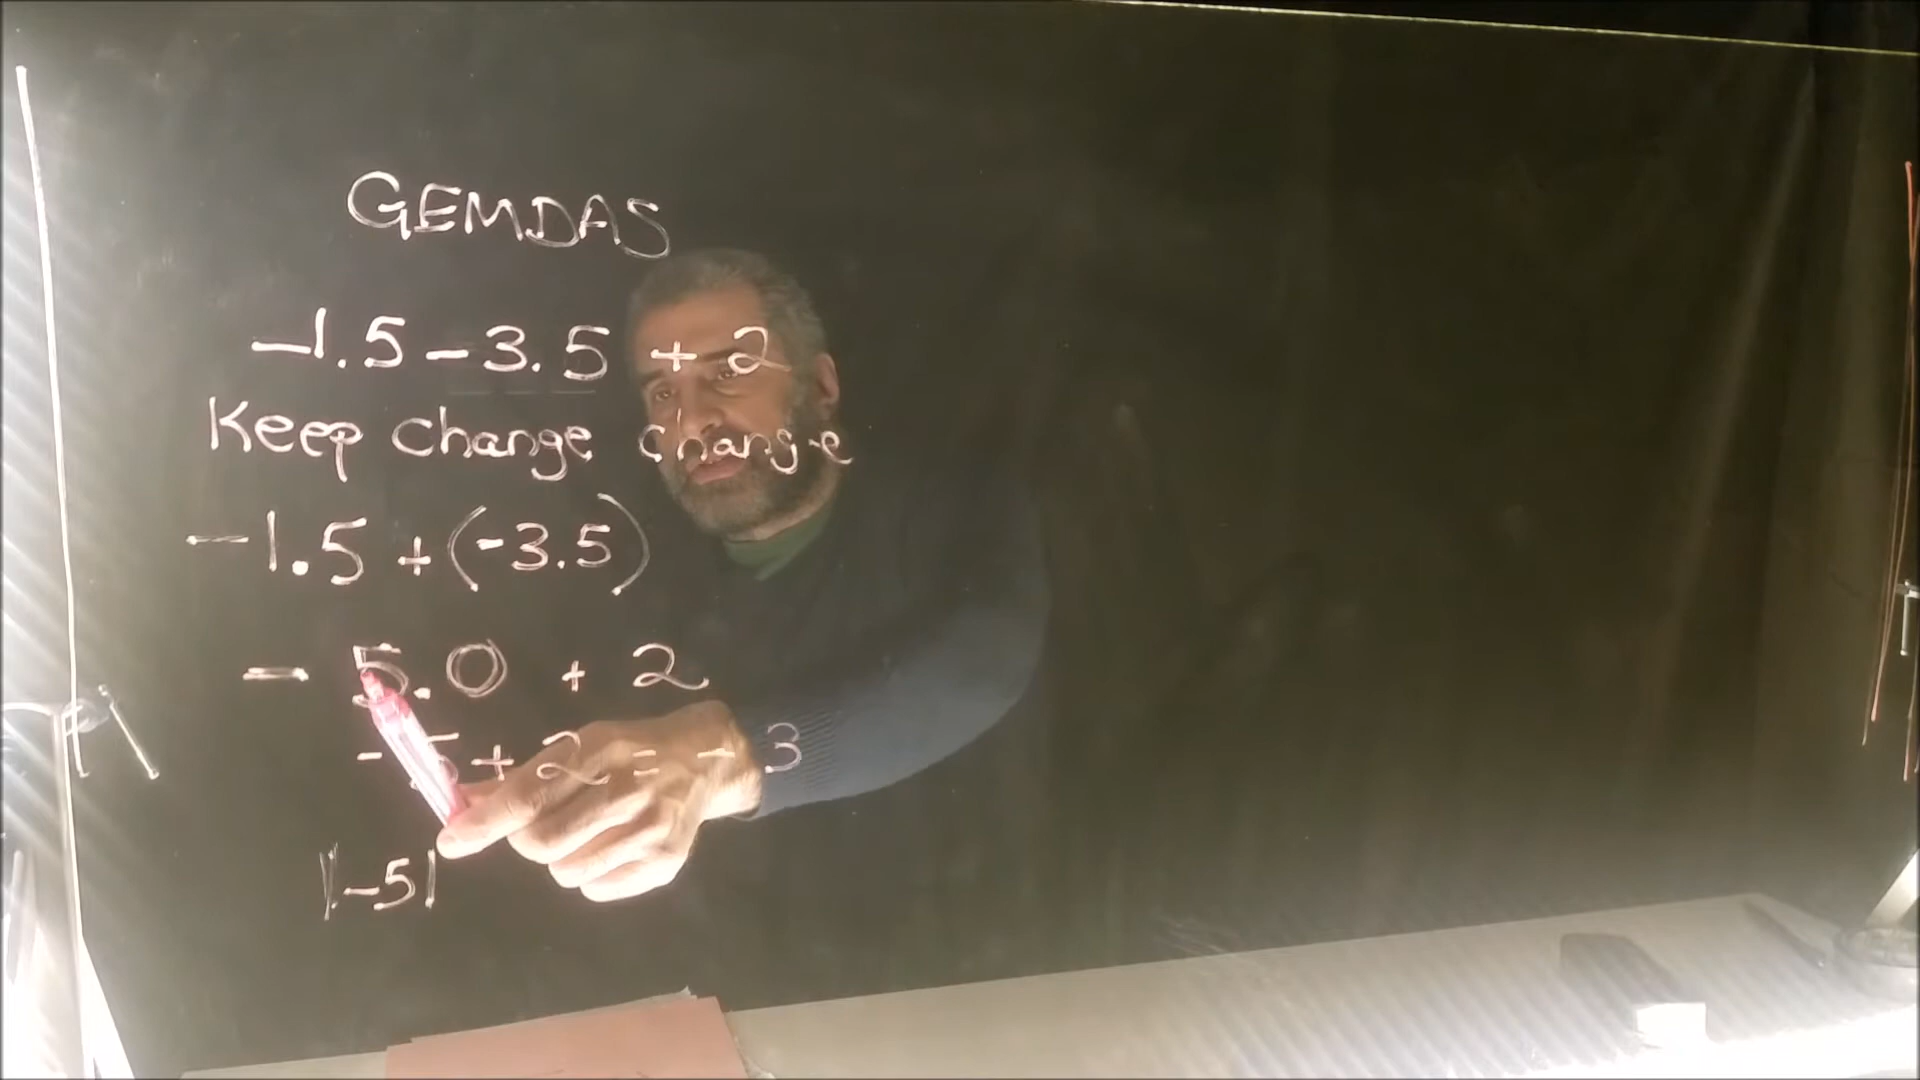 GEMDAS
-1.5 - 3.5 + 2
Keep change change
-1.5 + (-3.5)
- 5.0 + 2
-5 + 2 = -3
|-5|